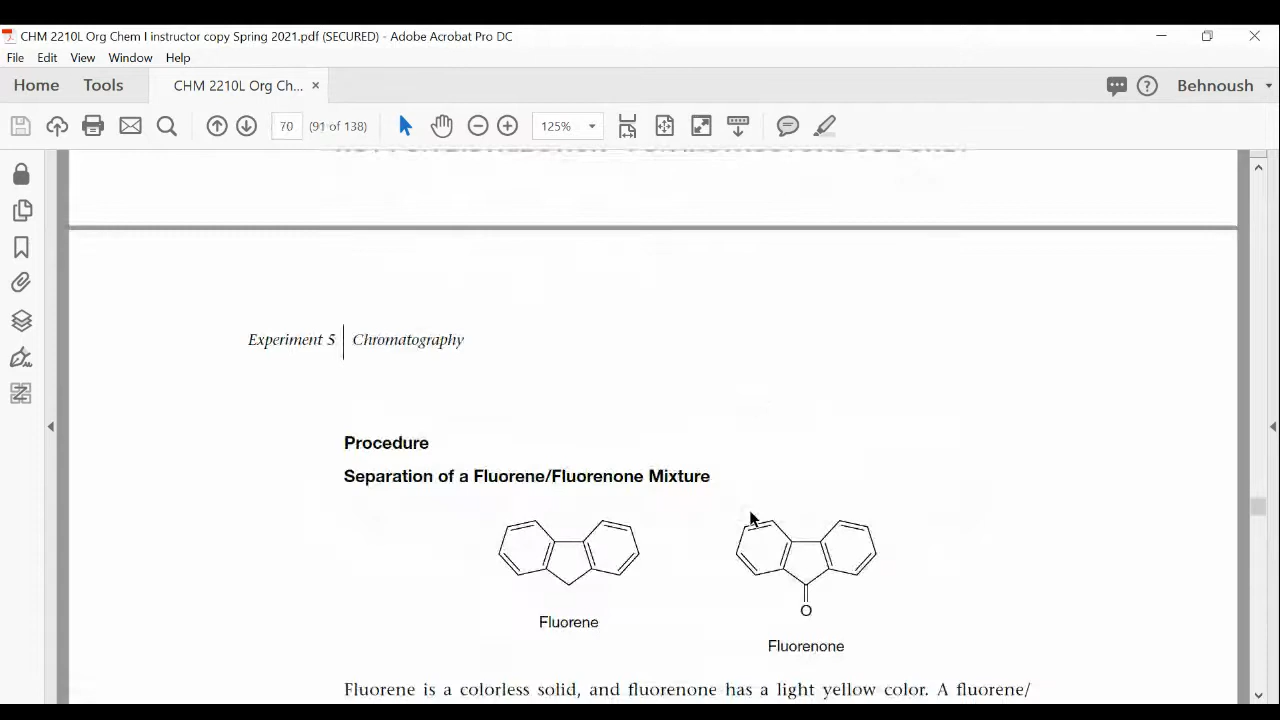 CHM 2210L Org Chem I instructor copy Spring 2021.pdf (SECURED) - Adobe Acrobat Pro DC
File Edit View Window Help
Home Tools CHM 2210L Org Ch... × Behnoush
70 (91 of 138) 125%
Experiment 5 | Chromatography
Procedure
Separation of a Fluorene/Fluorenone Mixture
O
Fluorene
Fluorenone
Fluorene is a colorless solid, and fluorenone has a light yellow color. A fluorene/